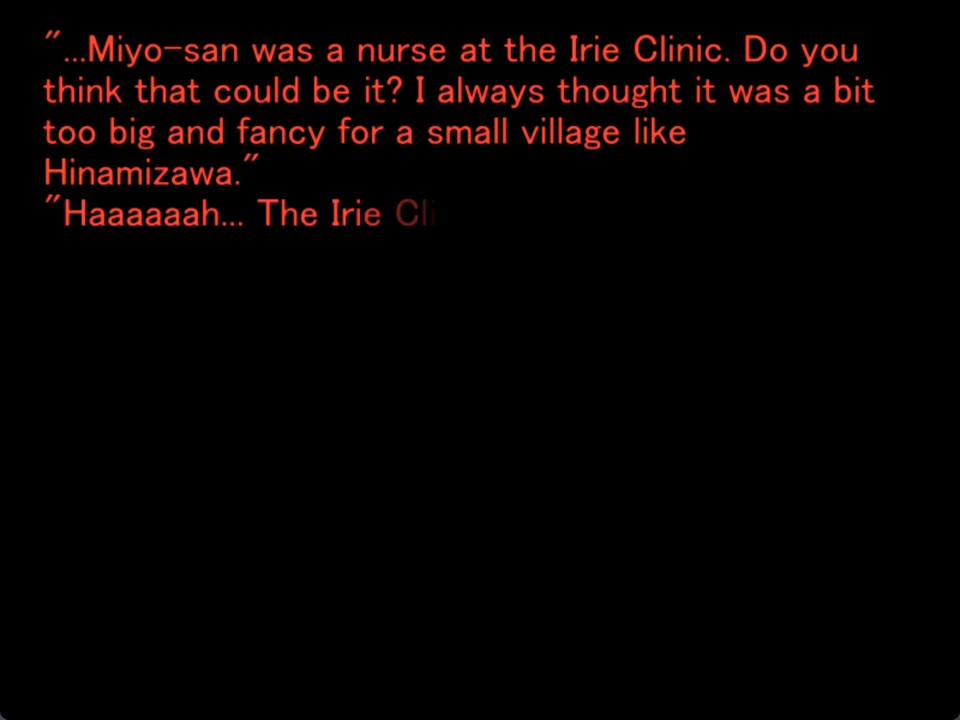 "...Miyo-san was a nurse at the Irie Clinic. Do you
think that could be it? I always thought it was a bit
too big and fancy for a small village like
Hinamizawa."
"Haaaaaah... The Irie Cli